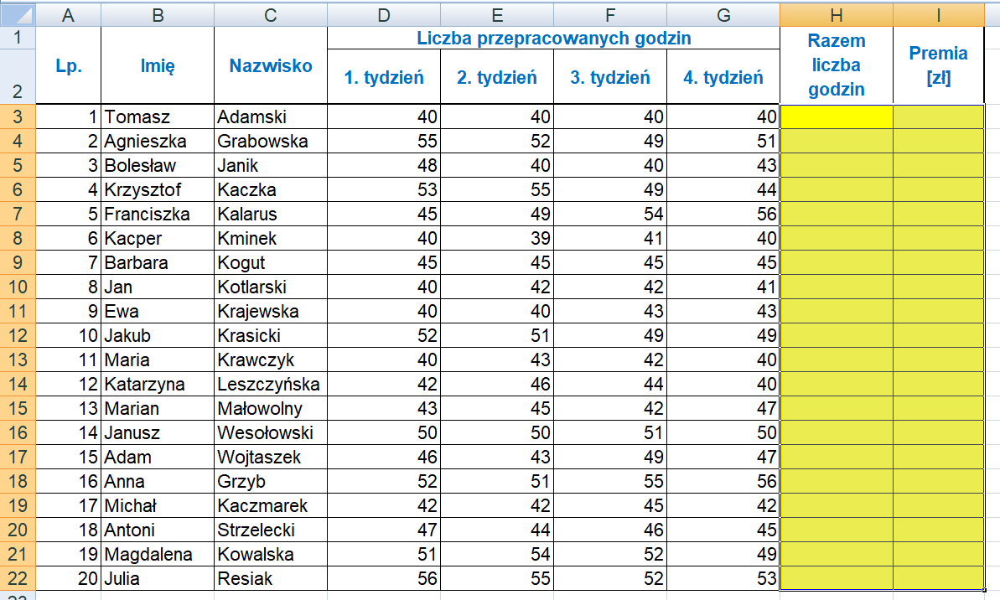 A B C D E F G H I
1 Lp. Imię Nazwisko Liczba przepracowanych godzin Razem liczba godzin Premia [zł]
2 1. tydzień 2. tydzień 3. tydzień 4. tydzień
3 1 Tomasz Adamski 40 40 40 40
4 2 Agnieszka Grabowska 55 52 49 51
5 3 Bolesław Janik 48 40 40 43
6 4 Krzysztof Kaczka 53 55 49 44
7 5 Franciszka Kalarus 45 49 54 56
8 6 Kacper Kminek 40 39 41 40
9 7 Barbara Kogut 45 45 45 45
10 8 Jan Kotlarski 40 42 42 41
11 9 Ewa Krajewska 40 40 43 43
12 10 Jakub Krasicki 52 51 49 49
13 11 Maria Krawczyk 40 43 42 40
14 12 Katarzyna Leszczyńska 42 46 44 40
15 13 Marian Małowolny 43 45 42 47
16 14 Janusz Wesołowski 50 50 51 50
17 15 Adam Wojtaszek 46 43 49 47
18 16 Anna Grzyb 52 51 55 56
19 17 Michał Kaczmarek 42 42 45 42
20 18 Antoni Strzelecki 47 44 46 45
21 19 Magdalena Kowalska 51 54 52 49
22 20 Julia Resiak 56 55 52 53